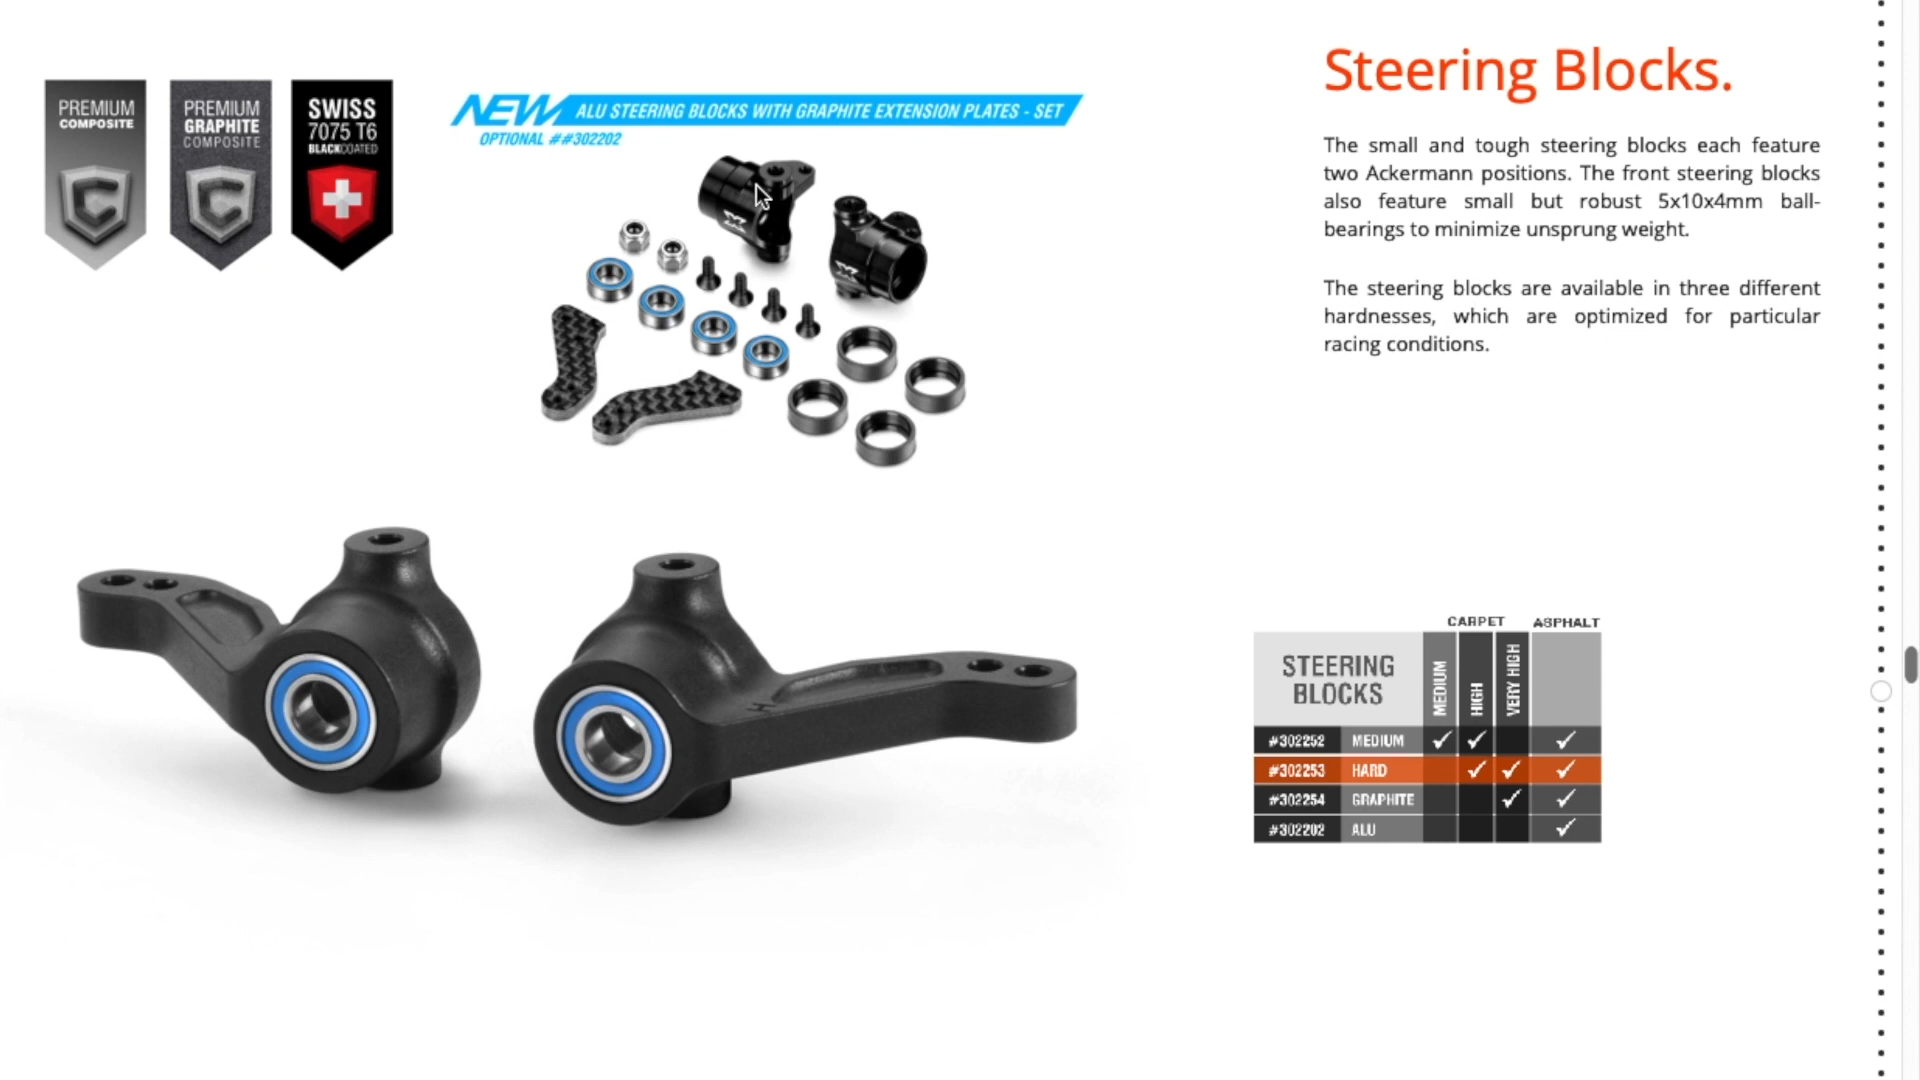 PREMIUM
COMPOSITE
PREMIUM
GRAPHITE
COMPOSITE
SWISS
7075 T6
BLACKCOATED
NEW ALU STEERING BLOCKS WITH GRAPHITE EXTENSION PLATES - SET
OPTIONAL ##302202
Steering Blocks.
The small and tough steering blocks each feature
two Ackermann positions. The front steering blocks
also feature small but robust 5x10x4mm ball-
bearings to minimize unsprung weight.
The steering blocks are available in three different
hardnesses, which are optimized for particular
racing conditions.
H
CARPET ASPHALT
STEERING
BLOCKS
MEDIUM HIGH VERY HIGH
#302252 MEDIUM ✓ ✓ ✓
#302253 HARD ✓ ✓ ✓
#302254 GRAPHITE ✓ ✓
#302202 ALU ✓